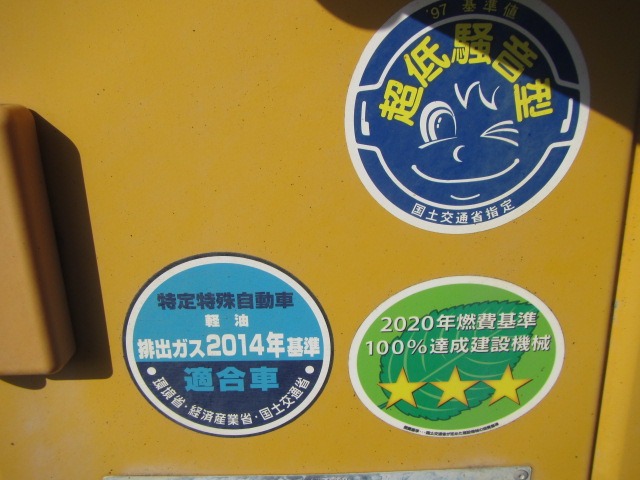 '97 基準値
超低騒音型
国土交通省指定
特定特殊自動車
軽油
排出ガス2014年基準
適合車
・環境省・経済産業省・国土交通省・
2020年燃費基準
100%達成建設機械